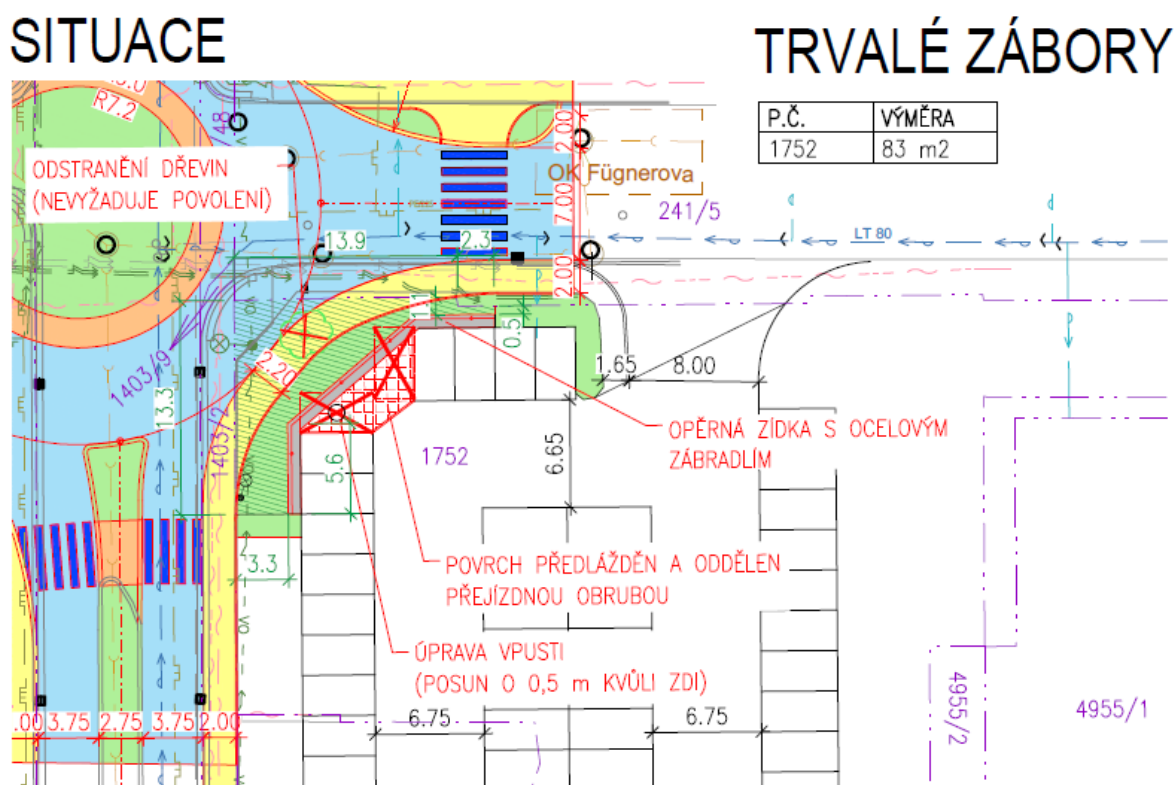 SITUACE
TRVALÉ ZÁBORY
P.Č. VÝMĚRA
1752 83 m2
R7.2
ODSTRANĚNÍ DŘEVIN
(NEVYŽADUJE POVOLENÍ)
OK Fügnerova
2.00
7.00
2.00
241/5
LT 80
13.9
2.3
1.1
0.5
2.20
1403/9
13.3
1403/2
1.65
8.00
OPĚRNÁ ZÍDKA S OCELOVÝM
ZÁBRADLÍM
1752
6.65
5.6
3.3
POVRCH PŘEDLÁŽDĚN A ODDĚLEN
PŘEJÍZDNOU OBRUBOU
ÚPRAVA VPUSTI
(POSUN O 0,5 m KVŮLI ZDI)
.00 3.75 2.75 3.75 2.00
6.75
6.75
4955/2
4955/1